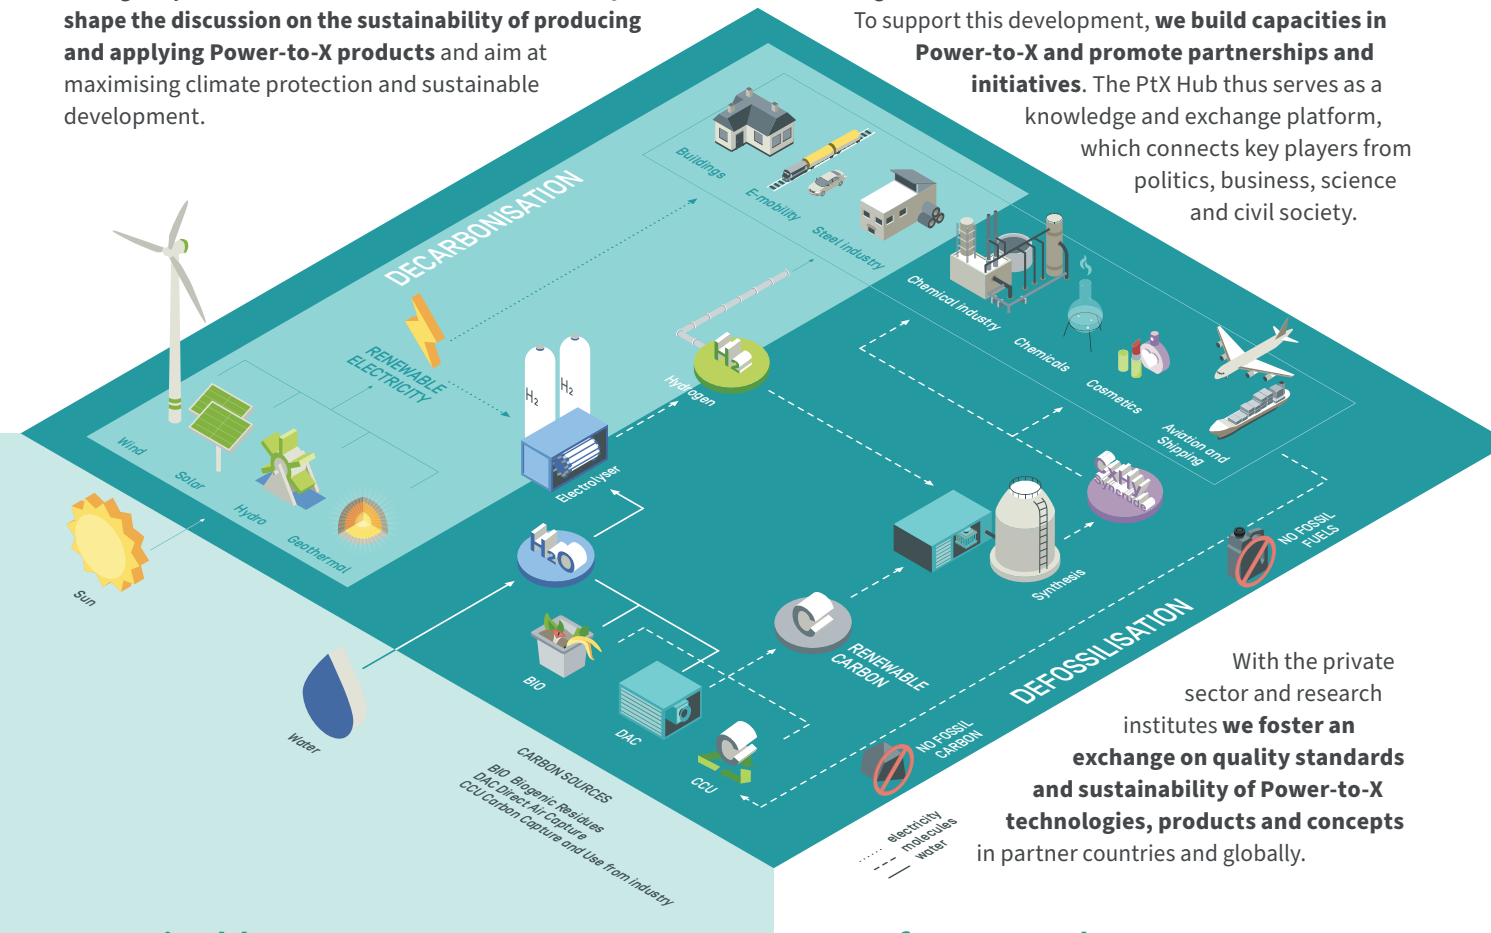 shape the discussion on the sustainability of producing
and applying Power-to-X products and aim at
maximising climate protection and sustainable
development.
To support this development, we build capacities in
Power-to-X and promote partnerships and
initiatives. The PtX Hub thus serves as a
knowledge and exchange platform,
which connects key players from
politics, business, science
and civil society.
DECARBONISATION
Buildings
E-mobility
Steel industry
Chemical industry
Chemicals
Cosmetics
Aviation and
Shipping
RENEWABLE
ELECTRICITY
H2
H2
H2
Hydrogen
Electrolyser
Wind
Solar
Hydro
Geothermal
Sun
Water
H2O
CxHy
Syncrude
Synthesis
C
RENEWABLE
CARBON
BIO
DAC
C
CCU
NO FOSSIL
FUELS
NO FOSSIL
CARBON
DEFOSSILISATION
CARBON SOURCES
BIO Biogenic Residues
DAC Direct Air Capture
CCU Carbon Capture and Use from industry
electricity
molecules
water
With the private
sector and research
institutes we foster an
exchange on quality standards
and sustainability of Power-to-X
technologies, products and concepts
in partner countries and globally.